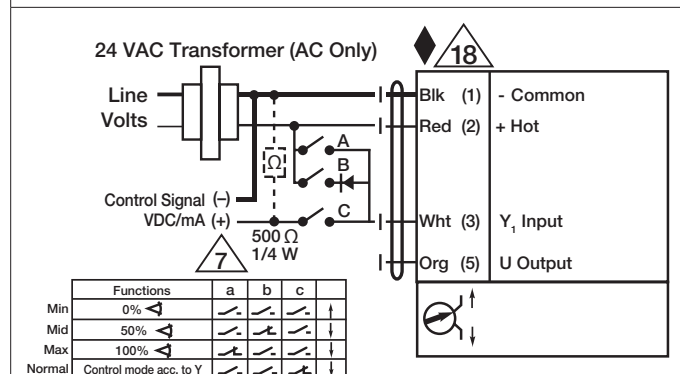 24 VAC Transformer (AC Only)
18
Line
Volts
Blk (1) - Common
Red (2) + Hot
A
Ω
B
Control Signal (–)
VDC/mA (+)
C
Wht (3) Y₁ Input
500 Ω
1/4 W
7
Org (5) U Output
Functions a b c
Min 0%
Mid 50%
Max 100%
Normal Control mode acc. to Y